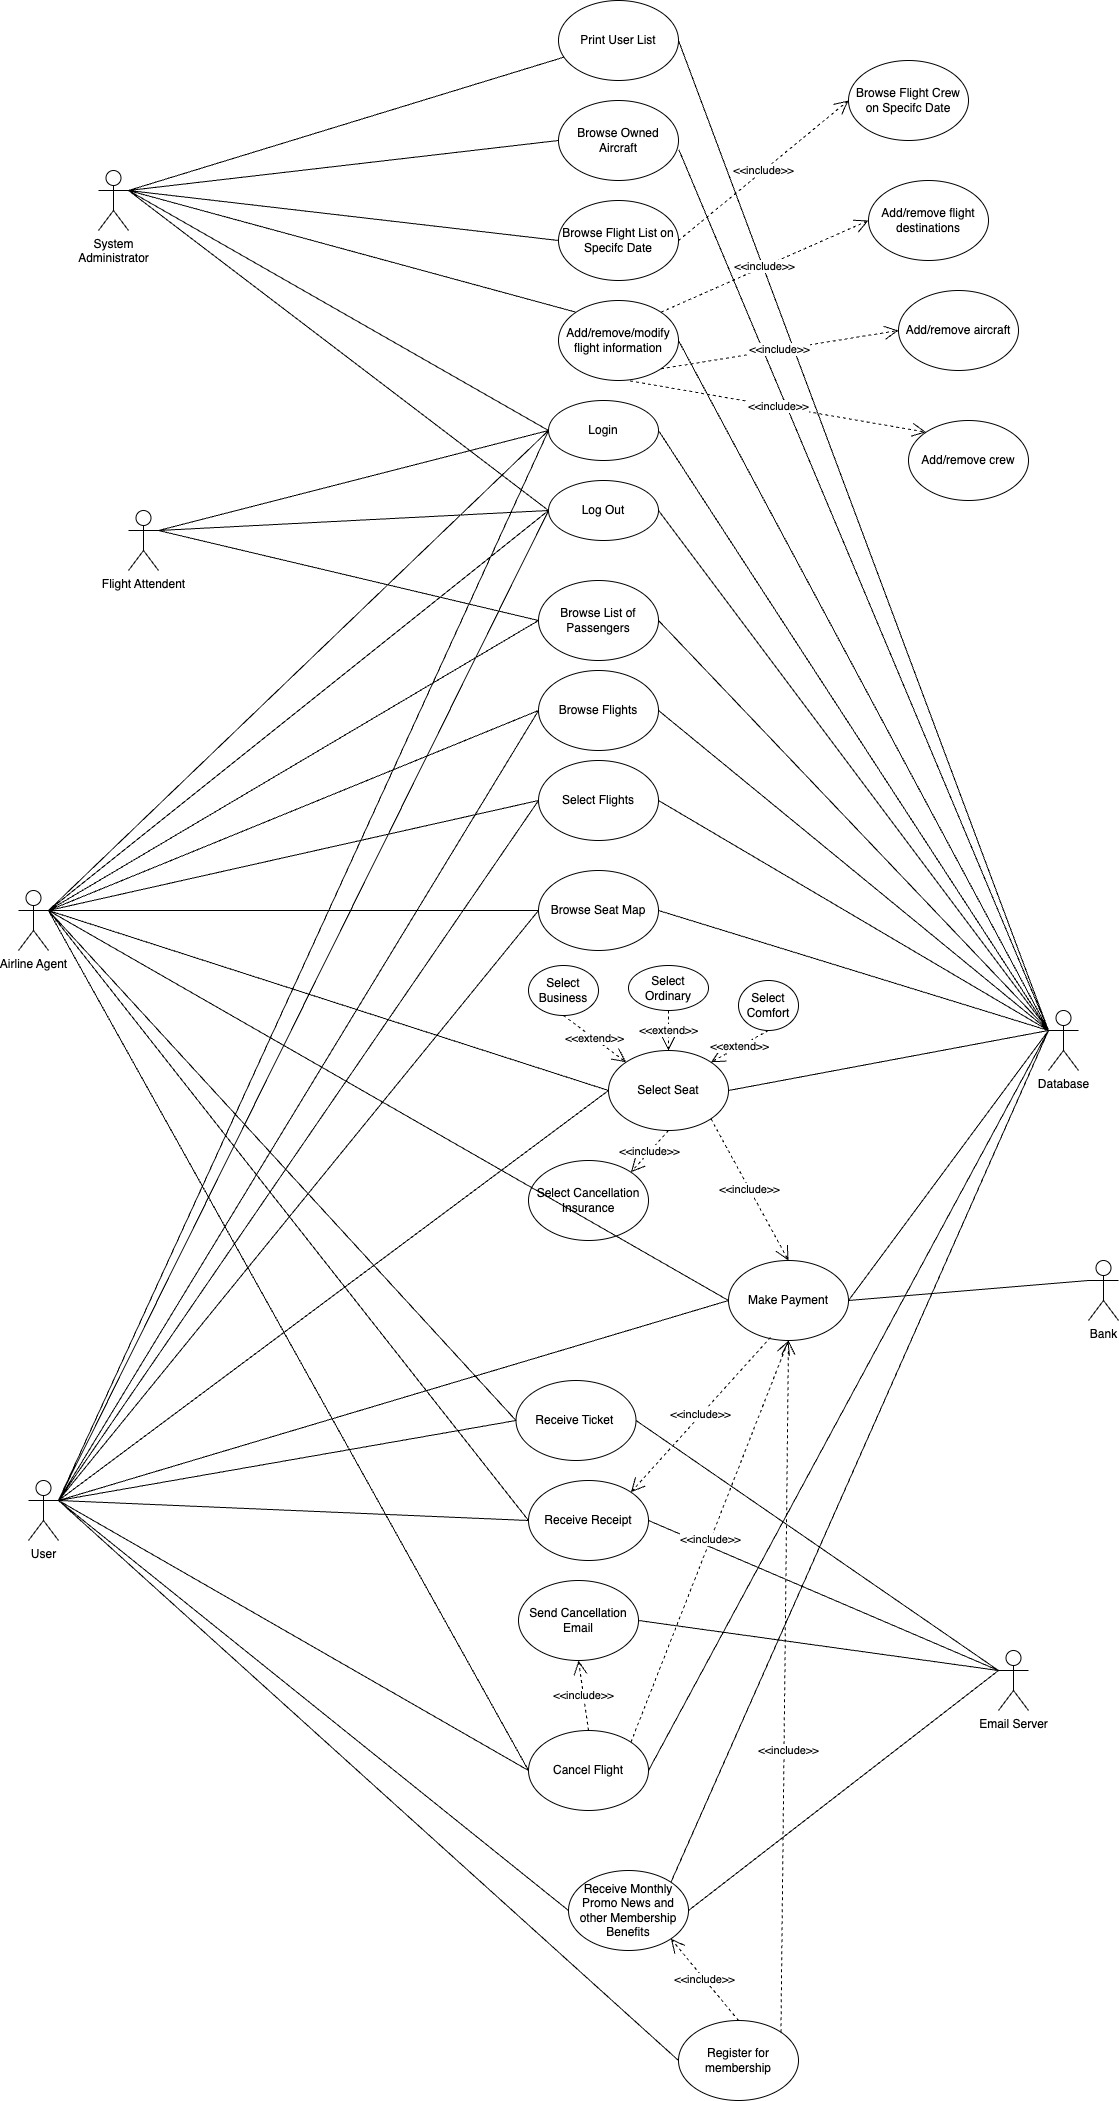 Print User List
Browse Flight Crew
on Specifc Date
Browse Owned
Aircraft
<<include>>
System
Administrator
Browse Flight List on
Specifc Date
Add/remove flight
destinations
<<include>>
Add/remove/modify
flight information
Add/remove aircraft
<<include>>
<<include>>
Login
Add/remove crew
Log Out
Flight Attendent
Browse List of
Passengers
Browse Flights
Select Flights
Browse Seat Map
Airline Agent
Select
Business
Select
Ordinary
Select
Comfort
<<extend>>
<<extend>>
<<extend>>
Select Seat
Database
<<include>>
Select Cancellation
Insurance
<<include>>
Make Payment
Bank
Receive Ticket
<<include>>
Receive Receipt
<<include>>
User
Send Cancellation
Email
<<include>>
Email Server
Cancel Flight
<<include>>
Receive Monthly
Promo News and
other Membership
Benefits
<<include>>
Register for
membership